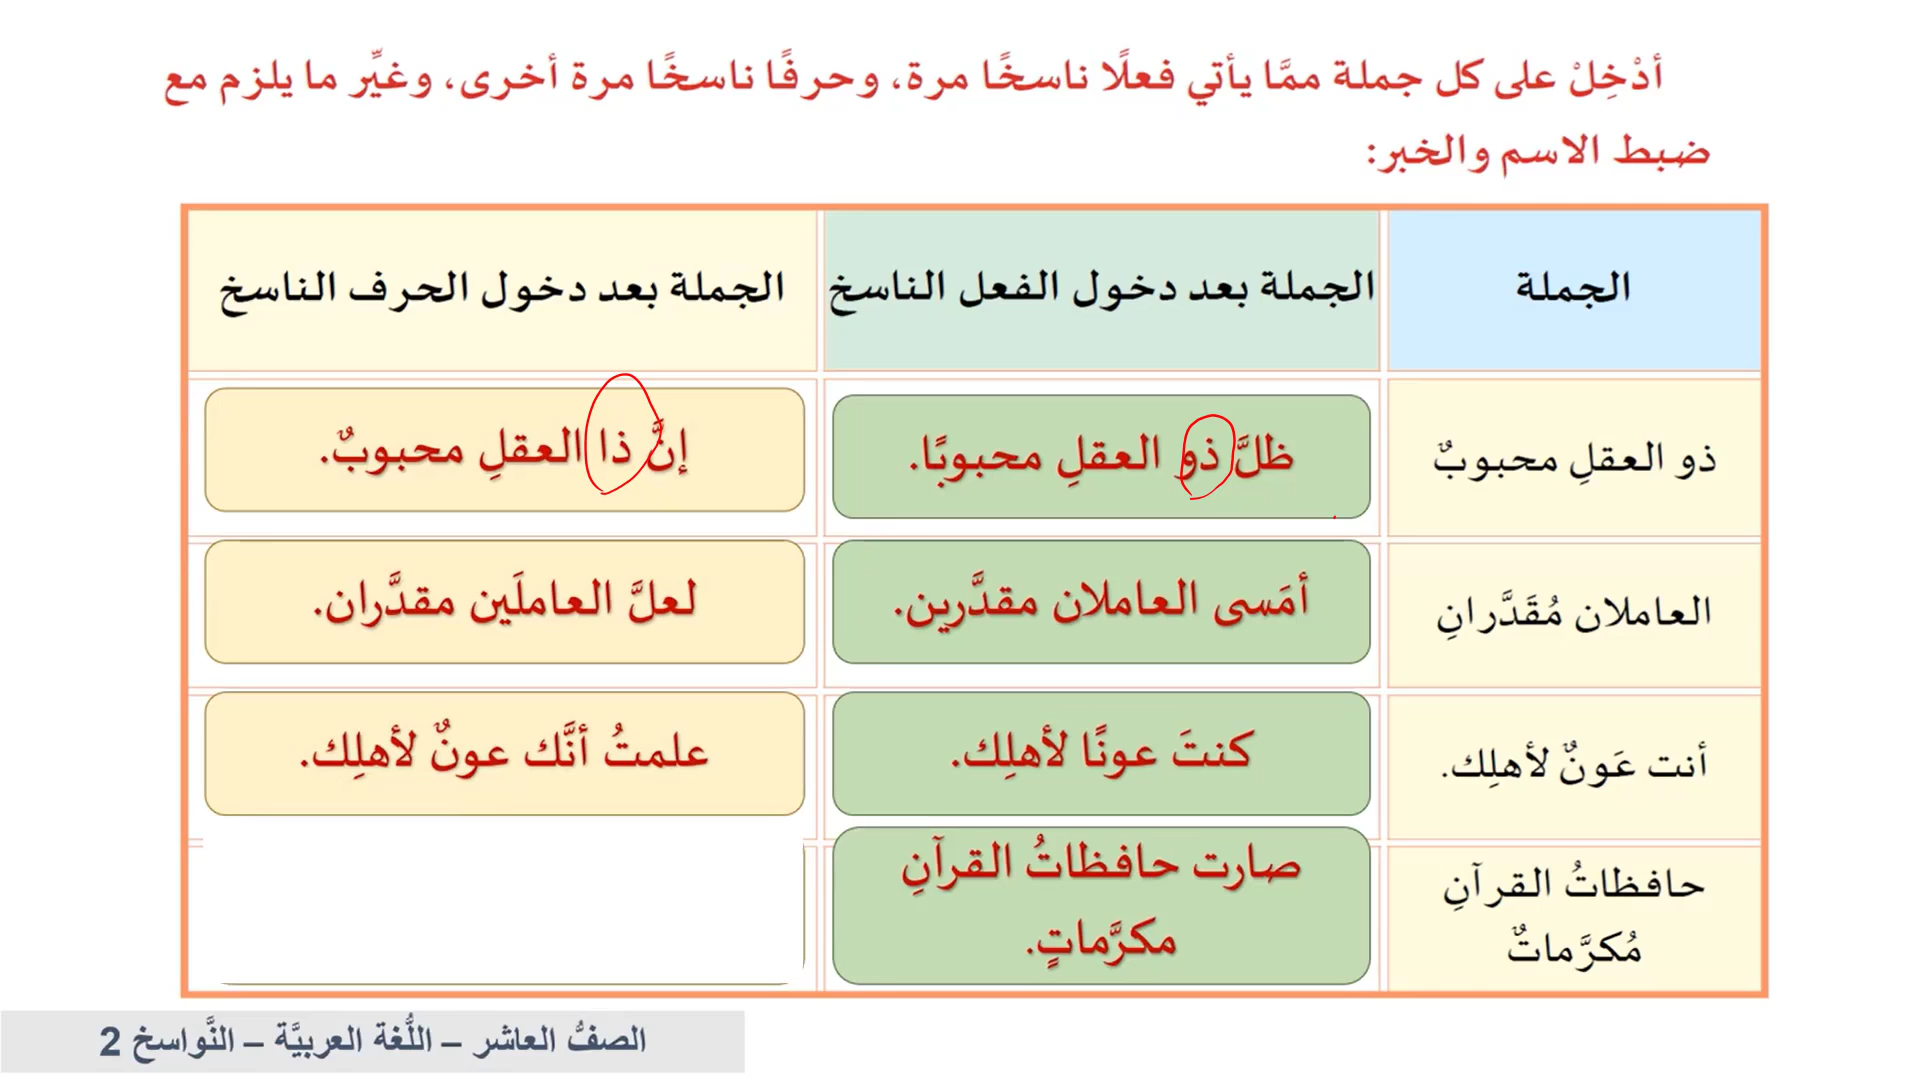 أدْخِلْ على كل جملة ممَّا يأتي فعلًا ناسخًا مرة، وحرفًا ناسخًا مرة أخرى، وغيِّر ما يلزم مع
ضبط الاسم والخبر:
الجملة
الجملة بعد دخول الفعل الناسخ
الجملة بعد دخول الحرف الناسخ
ذو العقلِ محبوبٌ
ظلَّ ذو العقلِ محبوبًا.
إنَّ ذا العقلِ محبوبٌ.
العاملان مُقَدَّرانِ
أمَسى العاملان مقدَّرين.
لعلَّ العاملَين مقدَّران.
أنت عَونٌ لأهلِك.
كنتَ عونًا لأهلِك.
علمتُ أنَّك عونٌ لأهلِك.
حافظاتُ القرآنِ
مُكرَّماتٌ
صارت حافظاتُ القرآنِ
مكرَّماتٍ.
الصفُّ العاشر – اللُّغة العربيَّة – النَّواسخ 2